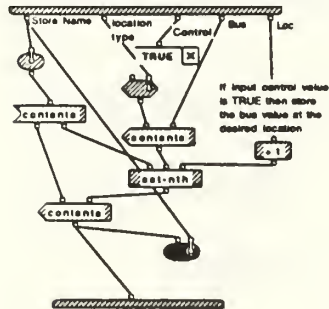 Store Name
location type
Control
Bus
Loc
TRUE
If input control value
is TRUE then store
the bus value at the
desired location
contents
contents
+1
set-nth
contents